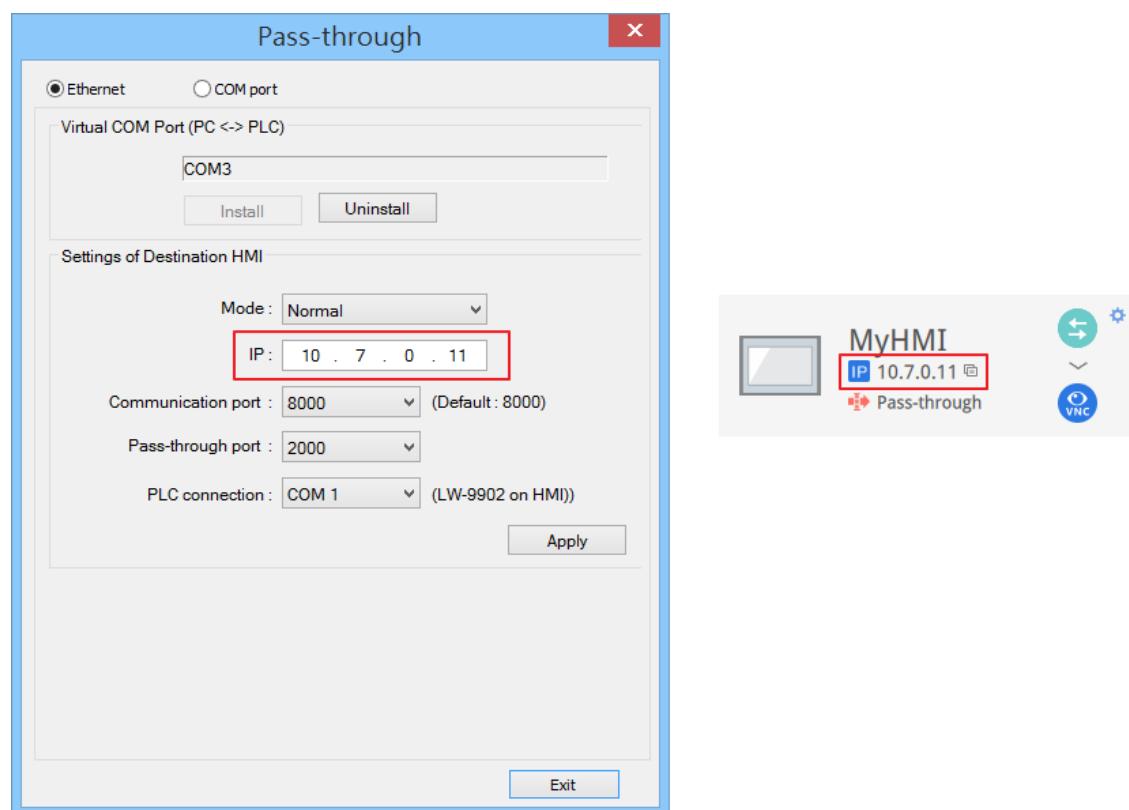 Pass-through
Ethernet COM port
Virtual COM Port (PC <-> PLC)
COM3
Install Uninstall
Settings of Destination HMI
Mode : Normal
IP : 10 . 7 . 0 . 11
Communication port : 8000 (Default : 8000)
Pass-through port : 2000
PLC connection : COM 1 (LW-9902 on HMI))
Apply
Exit
MyHMI
IP 10.7.0.11
Pass-through
VNC